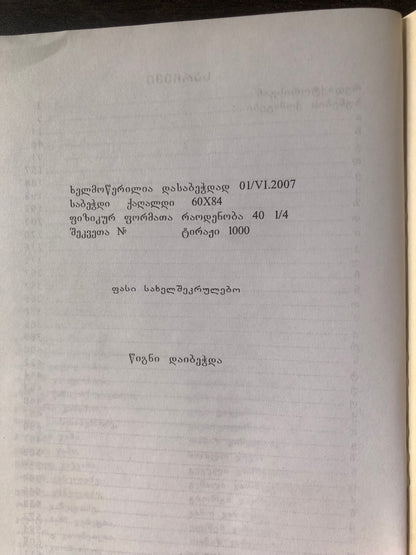 ხელმოწერილია დასაბეჭდად 01/VI.2007
საბეჭდი ქაღალდი 60X84
ფიზიკურ ფორმათა რაოდენობა 40 1/4
შეკვეთა № ტირაჟი 1000
ფასი სახელშეკრულებო
წიგნი დაიბეჭდა